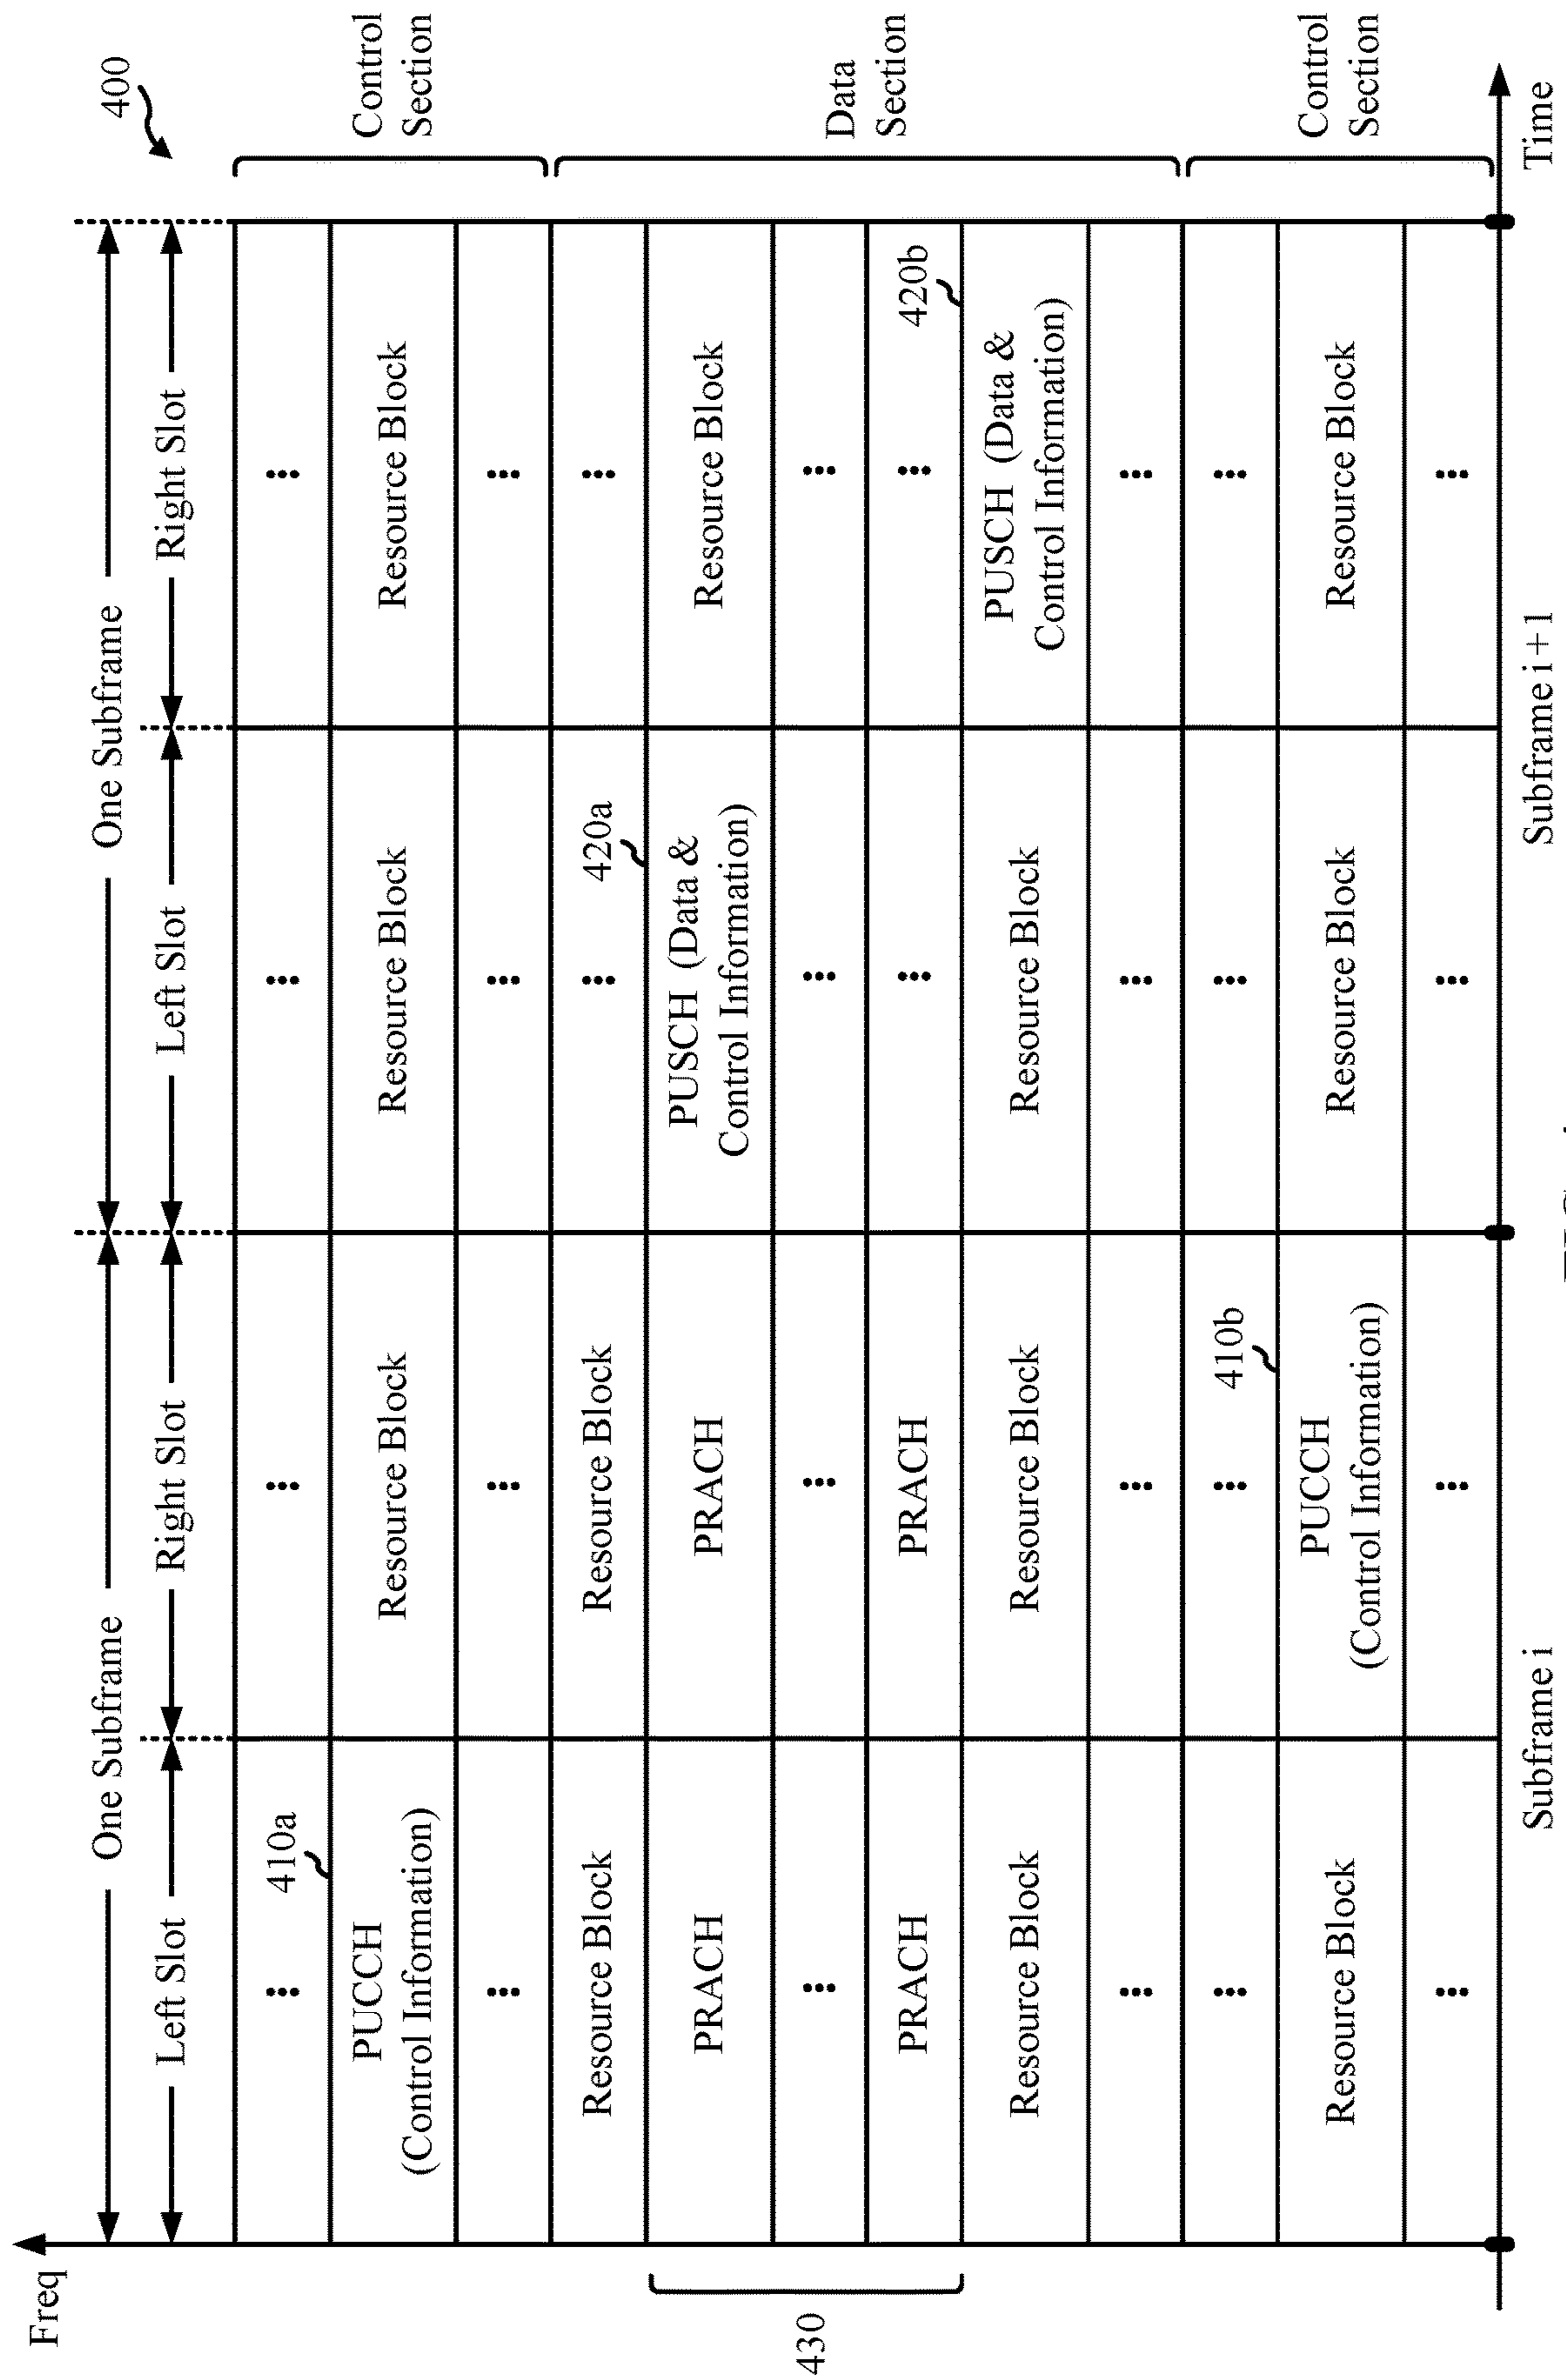 400
One Subframe
One Subframe
Left Slot
Right Slot
Left Slot
Right Slot
Freq
...
410a
...
...
...
Control
Section
PUCCH
(Control Information)
Resource Block
Resource Block
Resource Block
...
...
...
...
Resource Block
Resource Block
...
420a
...
Data
Section
430
PRACH
PRACH
PUSCH (Data &
Control Information)
Resource Block
...
...
...
...
PRACH
PRACH
...
...
420b
Resource Block
Resource Block
Resource Block
PUSCH (Data &
Control Information)
...
...
...
...
...
...
410b
...
...
Control
Section
Resource Block
PUCCH
(Control Information)
Resource Block
Resource Block
...
...
...
...
Subframe i
Subframe i+1
Time